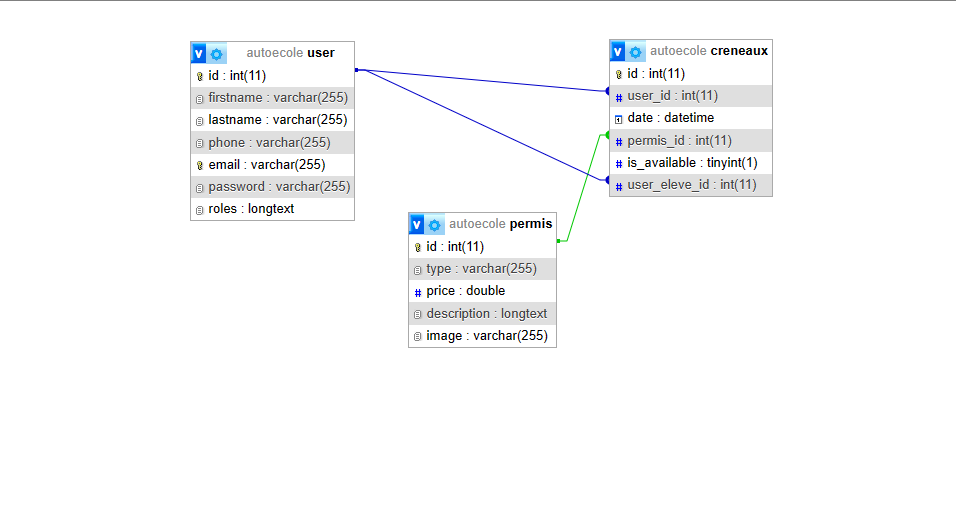 v autoecole user
id : int(11)
firstname : varchar(255)
lastname : varchar(255)
phone : varchar(255)
email : varchar(255)
password : varchar(255)
roles : longtext
v autoecole creneaux
id : int(11)
# user_id : int(11)
date : datetime
# permis_id : int(11)
# is_available : tinyint(1)
# user_eleve_id : int(11)
v autoecole permis
id : int(11)
type : varchar(255)
# price : double
description : longtext
image : varchar(255)